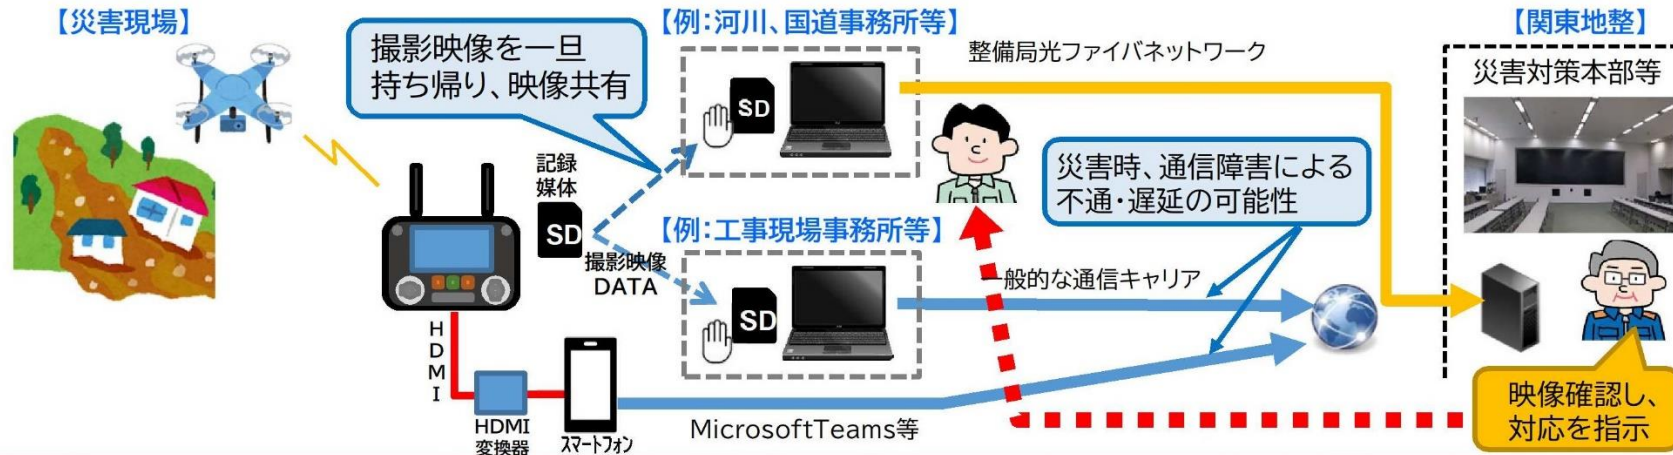 【災害現場】
撮影映像を一旦
持ち帰り、映像共有
【例：河川、国道事務所等】
SD
整備局光ファイバネットワーク
【関東地整】
災害対策本部等
記録
媒体
SD
撮影映像
DATA
災害時、通信障害による
不通・遅延の可能性
【例：工事現場事務所等】
SD
一般的な通信キャリア
HDMI
HDMI
変換器
スマートフォン
MicrosoftTeams等
映像確認し、
対応を指示